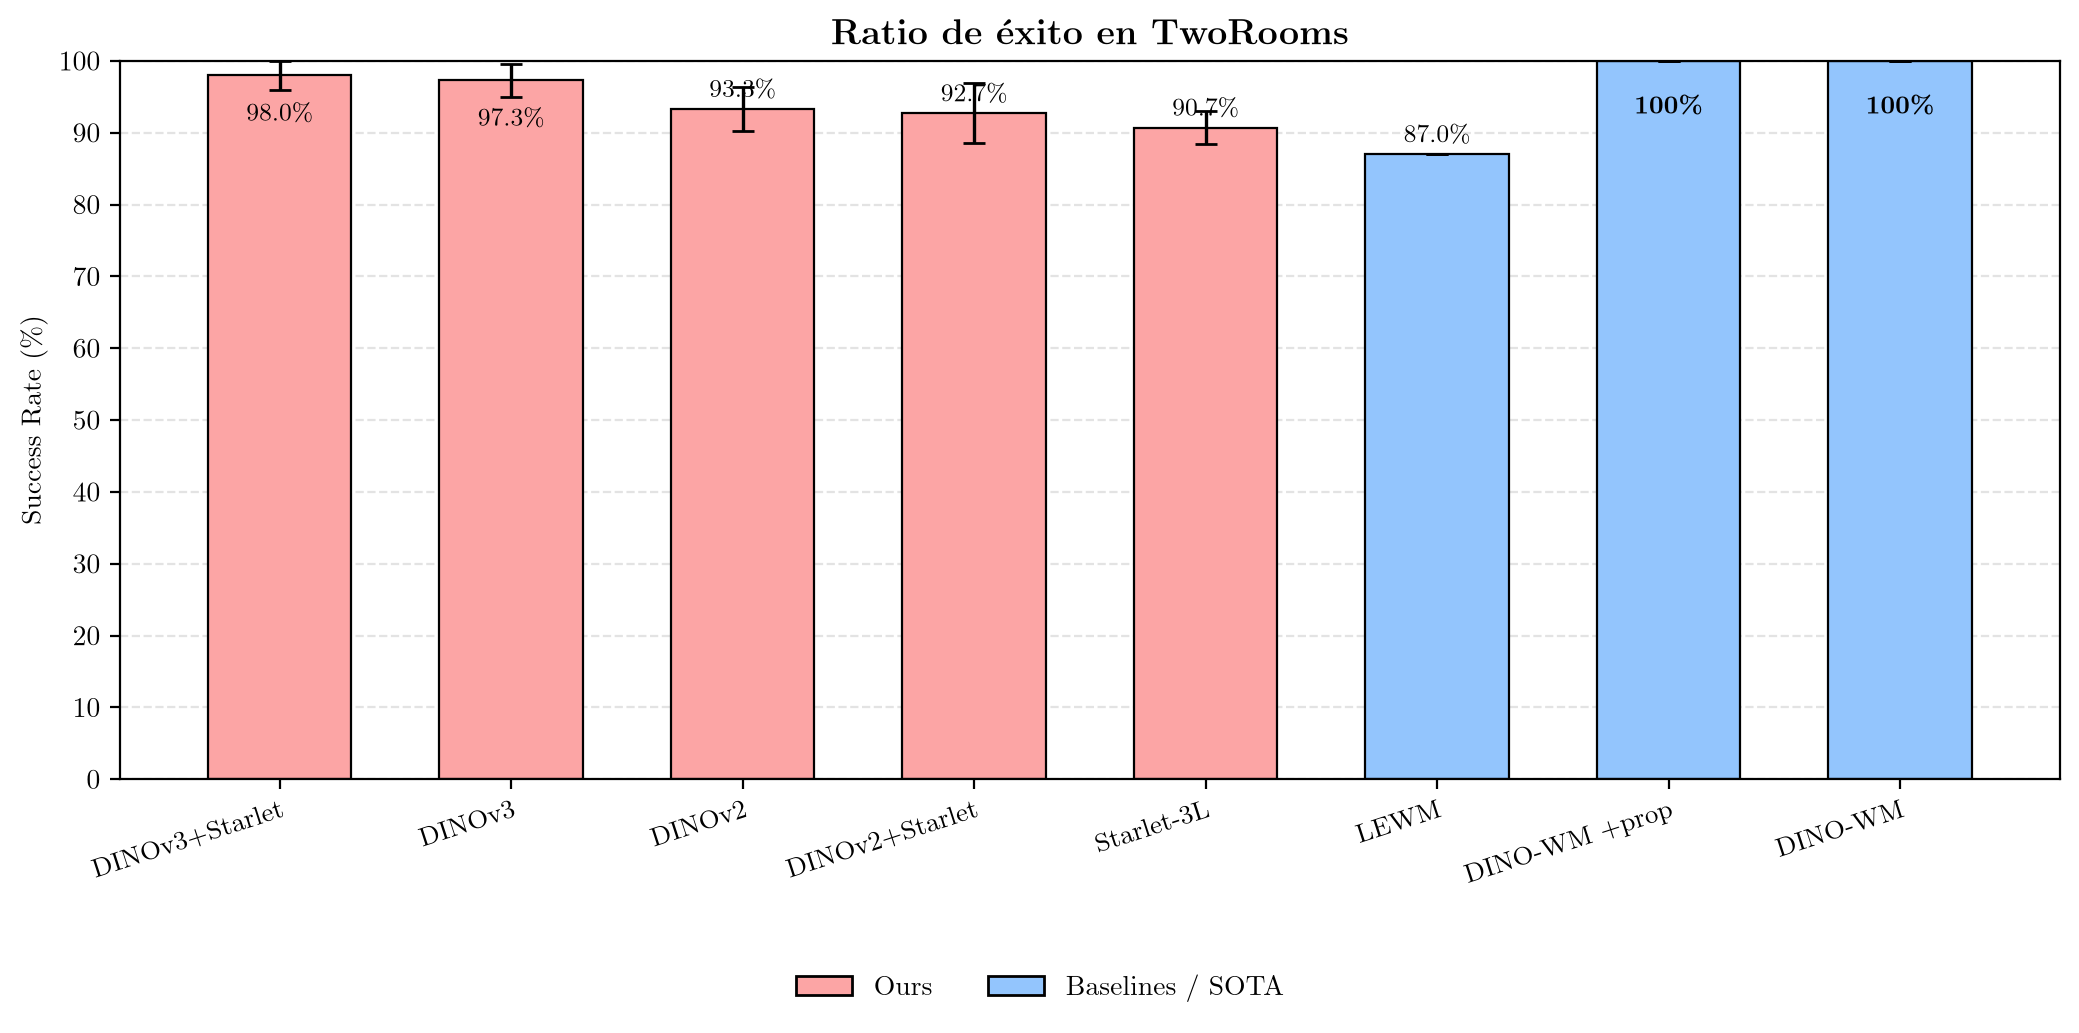 Ratio de éxito en TwoRooms
Success Rate (%)
100
90
80
70
60
50
40
30
20
10
0
98.0%
97.3%
93.3%
92.7%
90.7%
87.0%
100%
100%
DINOv3+Starlet
DINOv3
DINOv2
DINOv2+Starlet
Starlet-3L
LEWM
DINO-WM +prop
DINO-WM
Ours
Baselines / SOTA